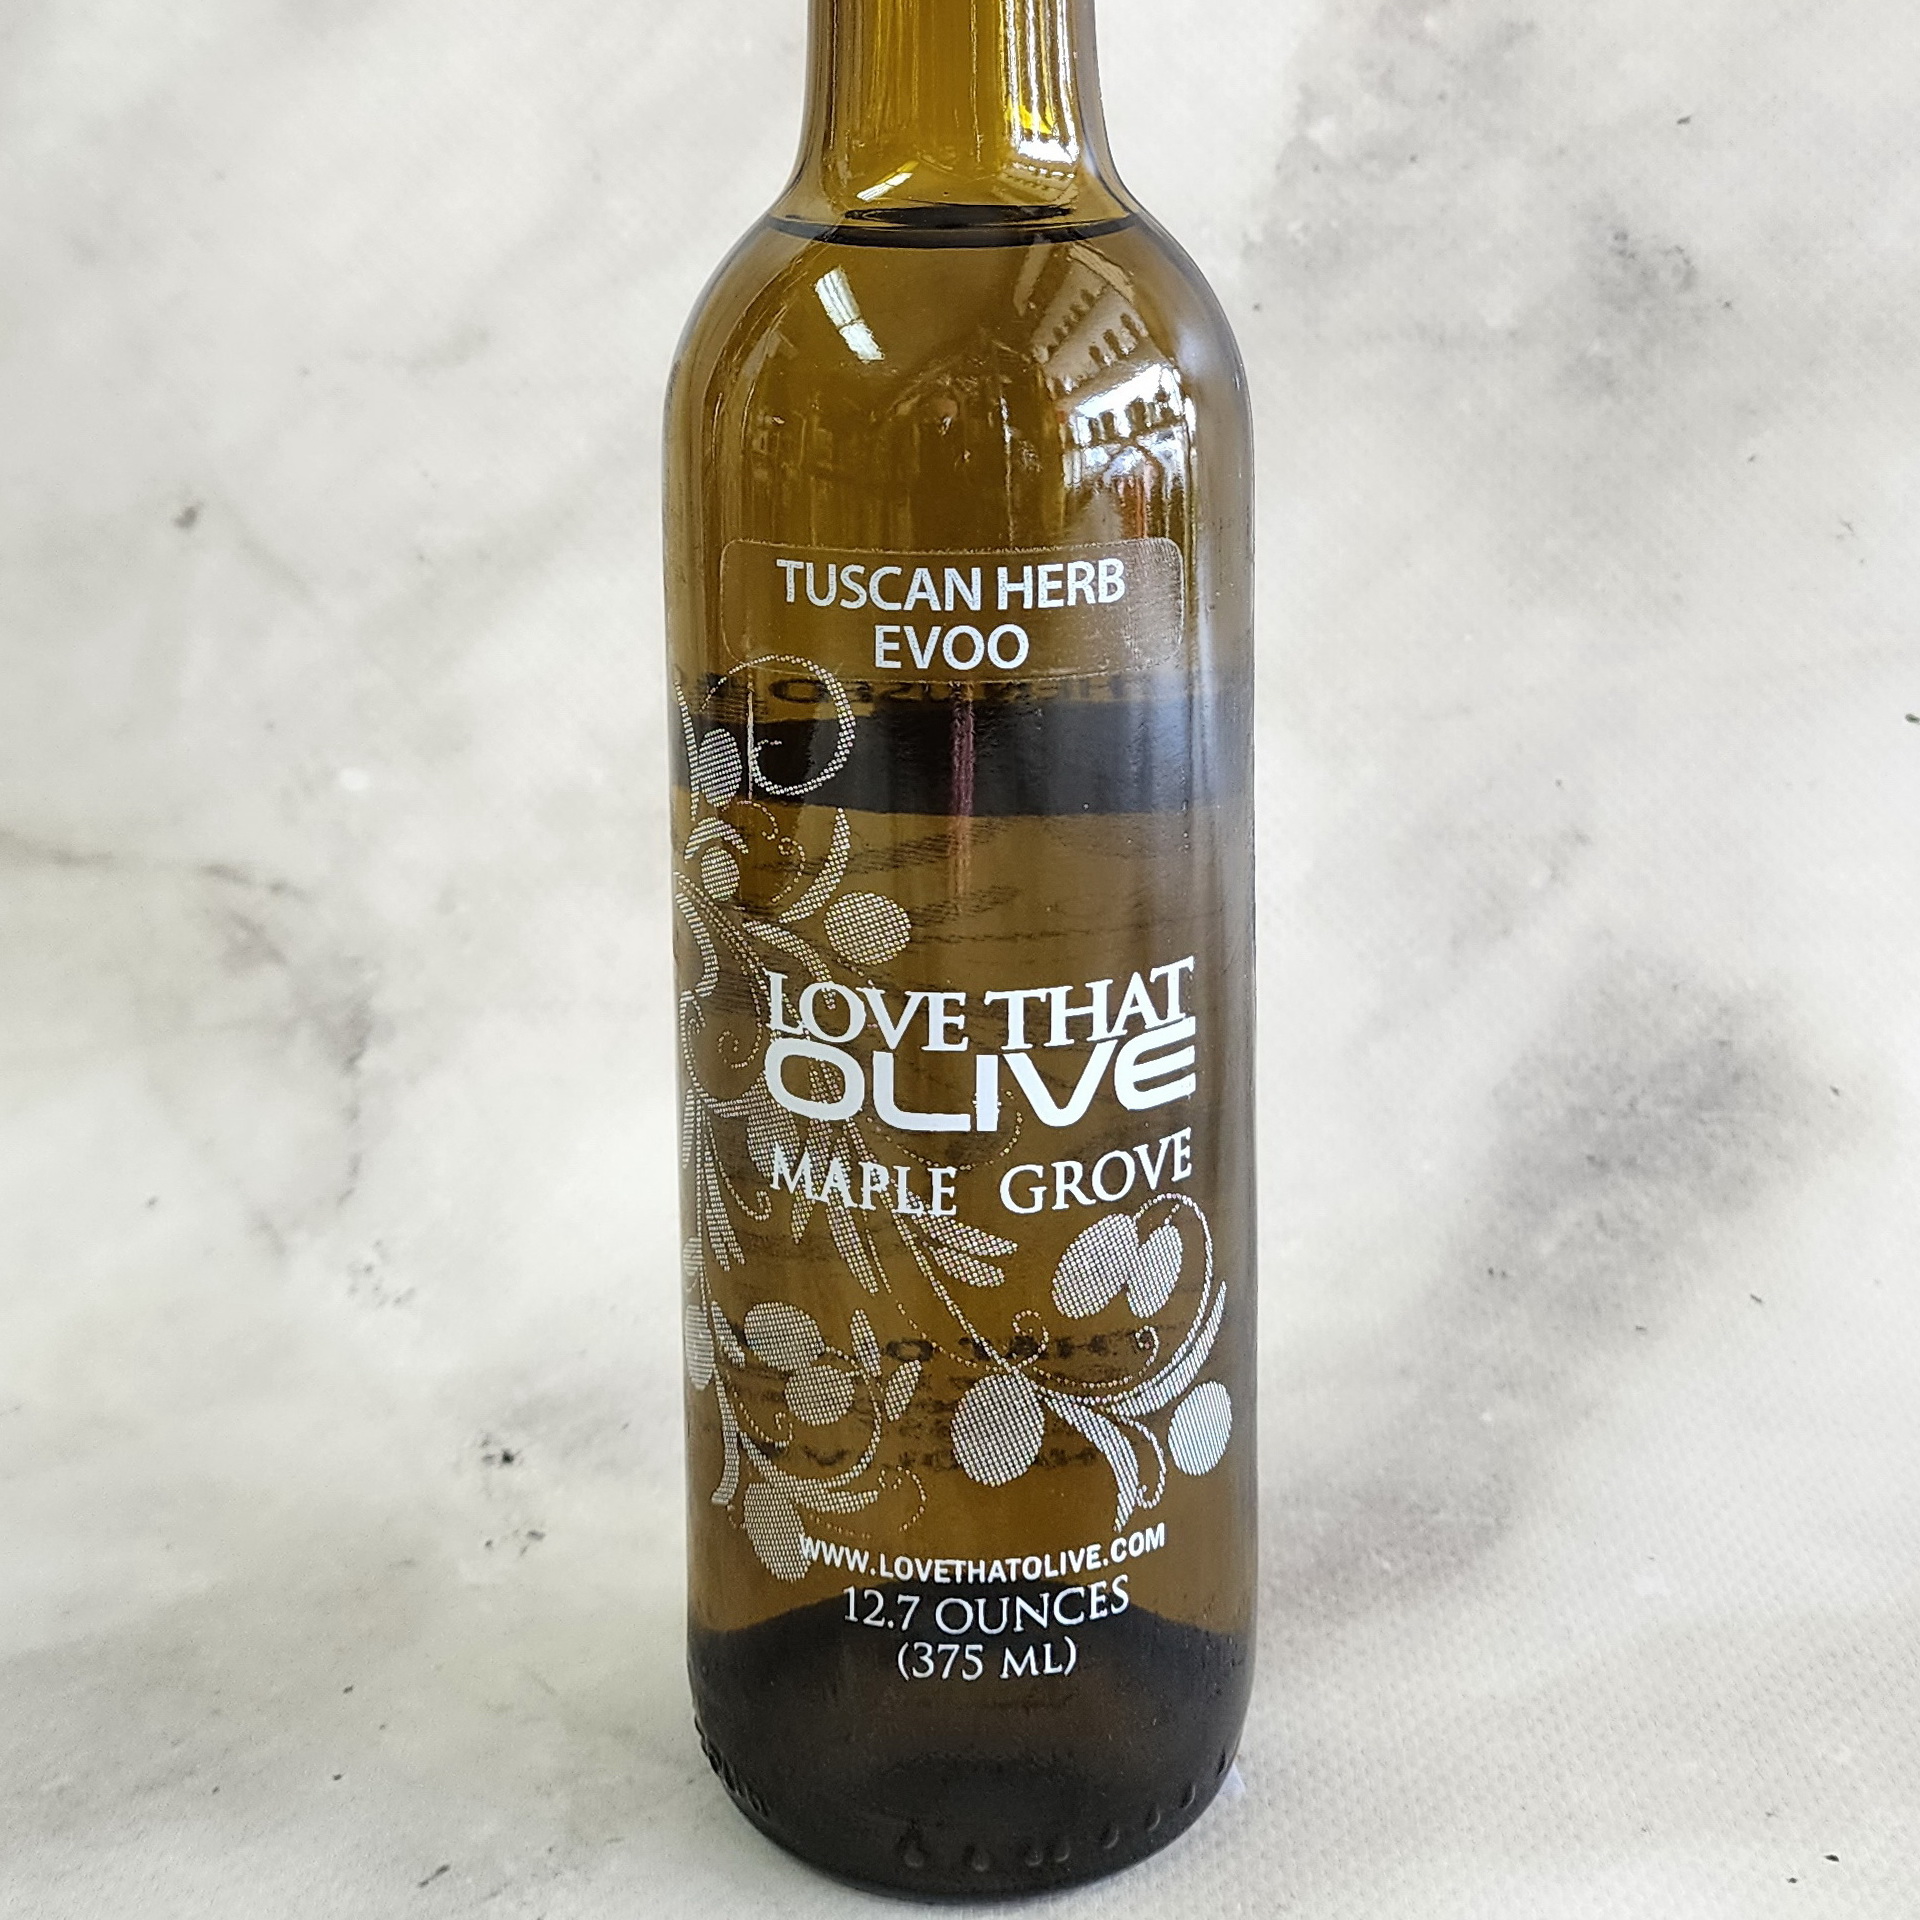 TUSCAN HERB
EVOO
LOVE THAT
OLIVE
MAPLE GROVE
WWW.LOVETHATOLIVE.COM
12.7 OUNCES
(375 ML)